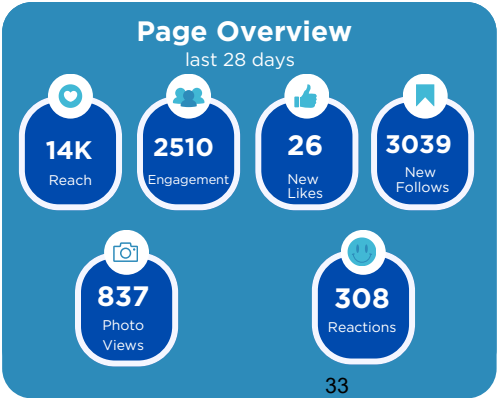 Page Overview
last 28 days
14K
Reach
2510
Engagement
26
New
Likes
3039
New
Follows
837
Photo
Views
308
Reactions
33